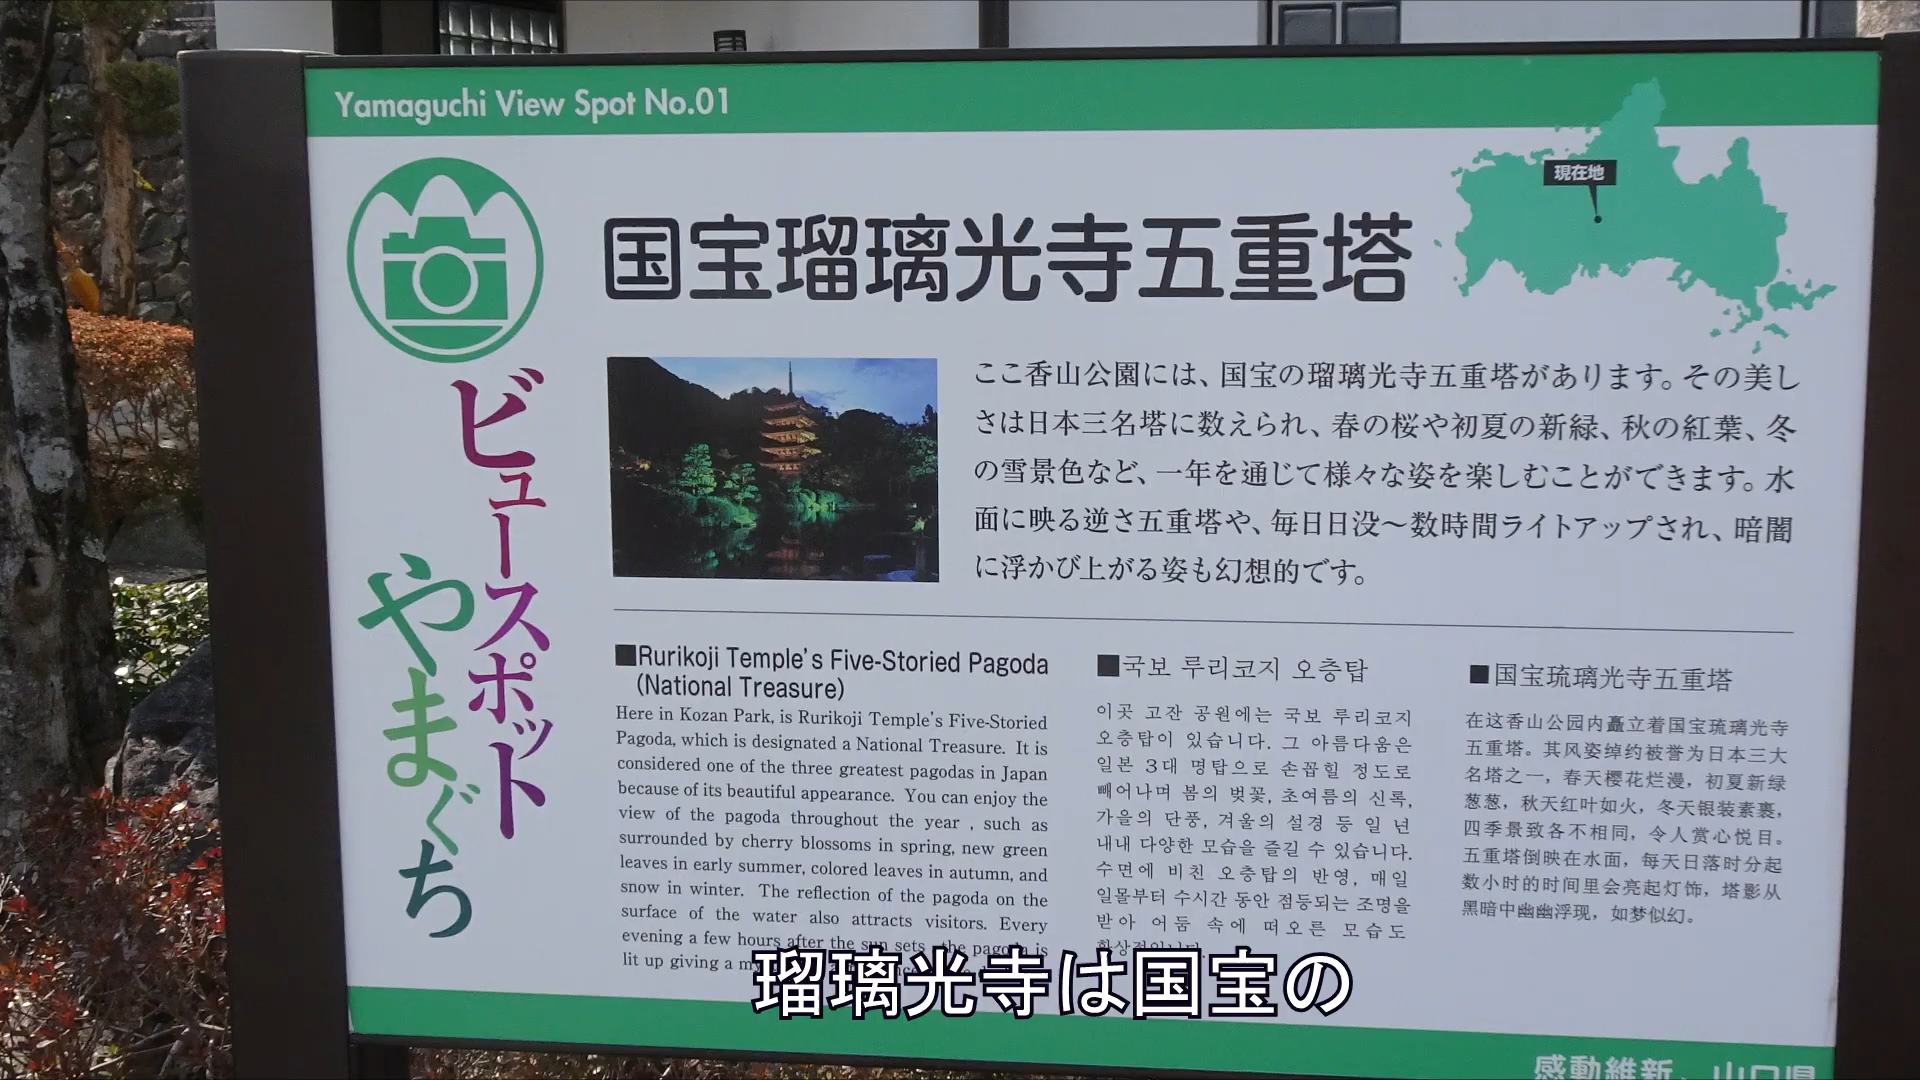 Yamaguchi View Spot No.01
現在地
国宝瑠璃光寺五重塔
ビュースポット
やまぐち
ここ香山公園には、国宝の瑠璃光寺五重塔があります。その美し
さは日本三名塔に数えられ、春の桜や初夏の新緑、秋の紅葉、冬
の雪景色など、一年を通じて様々な姿を楽しむことができます。水
面に映る逆さ五重塔や、毎日日没～数時間ライトアップされ、暗闇
に浮かび上がる姿も幻想的です。
■Rurikoji Temple's Five-Storied Pagoda
(National Treasure)
Here in Kozan Park, is Rurikoji Temple's Five-Storied
Pagoda, which is designated a National Treasure. It is
considered one of the three greatest pagodas in Japan
because of its beautiful appearance. You can enjoy the
view of the pagoda throughout the year , such as
surrounded by cherry blossoms in spring, new green
leaves in early summer, colored leaves in autumn, and
snow in winter. The reflection of the pagoda on the
surface of the water also attracts visitors. Every
evening a few hours after the sun sets , the pagoda is
lit up giving a
■국보 루리코지 오층탑
이곳 고잔 공원에는 국보 루리코지
오층탑이 있습니다. 그 아름다움은
일본 3대 명탑으로 손꼽힐 정도로
빼어나며 봄의 벚꽃, 초여름의 신록,
가을의 단풍, 겨울의 설경 등 일 년
내내 다양한 모습을 즐길 수 있습니다.
수면에 비친 오층탑의 반영, 매일
일몰부터 수시간 동안 점등되는 조명을
받아 어둠 속에 떠오른 모습도
환상적입니다.
■国宝琉璃光寺五重塔
在这香山公园内矗立着国宝琉璃光寺
五重塔。其风姿绰约被誉为日本三大
名塔之一，春天樱花烂漫，初夏新绿
葱葱，秋天红叶如火，冬天银装素裹，
四季景致各不相同，令人赏心悦目。
五重塔倒映在水面，每天日落时分起
数小时的时间里会亮起灯饰，塔影从
黑暗中幽幽浮现，如梦似幻。
瑠璃光寺は国宝の
感動維新、山口県